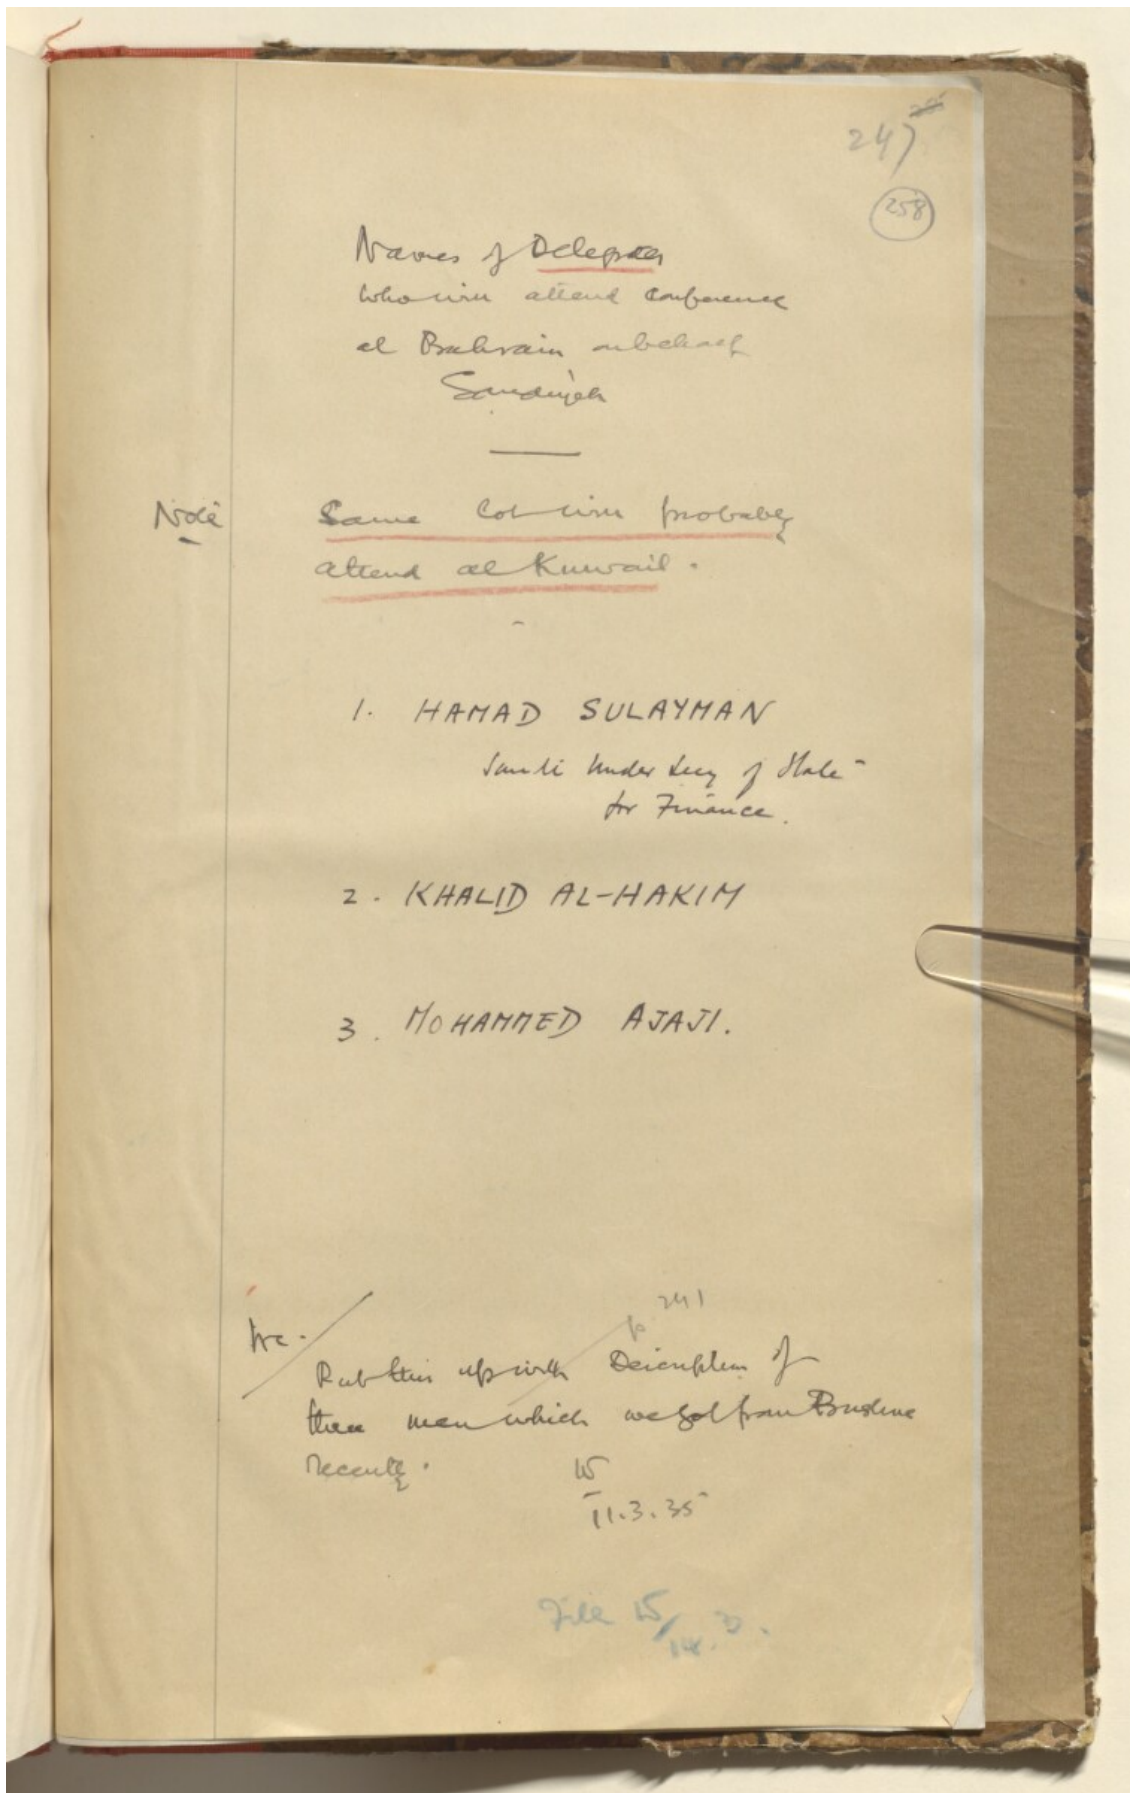 247
258
Names of Delegates
who will attend Conference
at Bahrain on behalf
Saudiyeh
Note
Same lot will probably
attend at Kuwait.
1. HAMAD SULAYMAN
Saudi Under Secy of State
for Finance.
2. KHALID AL-HAKIM
3. MOHAMMED AJAJI.
p 241
Put this up with Description of
these men which we got from Bushire
recently.
11.3.35
File
14.3.